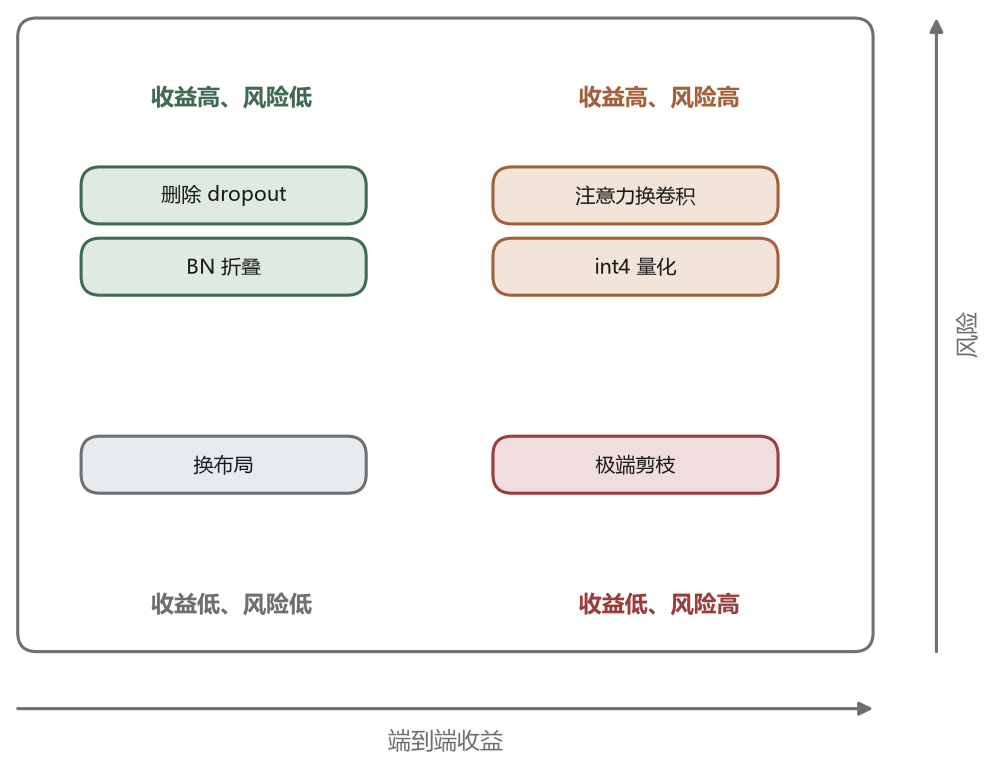 收益高、风险低
收益高、风险高
删除 dropout
注意力换卷积
BN 折叠
int4 量化
风险
换布局
极端剪枝
收益低、风险低
收益低、风险高
端到端收益